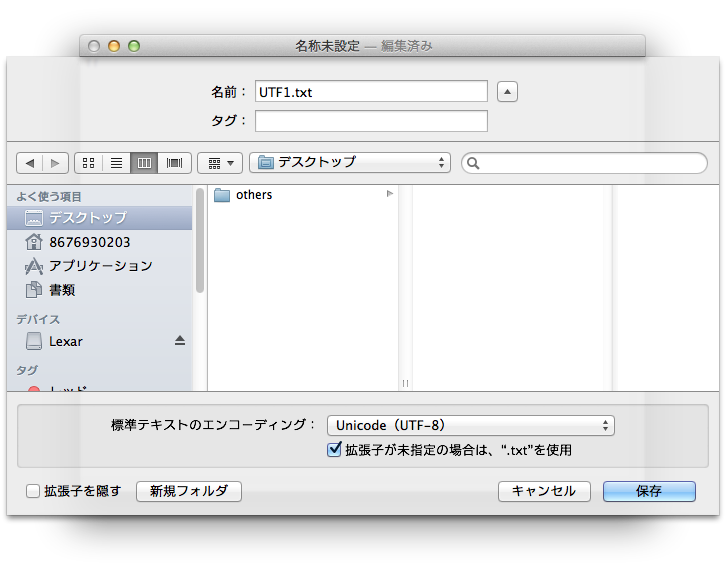 名称未設定 — 編集済み
名前：
UTF1.txt
タグ：
デスクトップ
よく使う項目
デスクトップ
8676930203
アプリケーション
書類
デバイス
Lexar
タグ
レッド
others
標準テキストのエンコーディング：
Unicode（UTF-8）
拡張子が未指定の場合は、“.txt”を使用
拡張子を隠す
新規フォルダ
キャンセル
保存